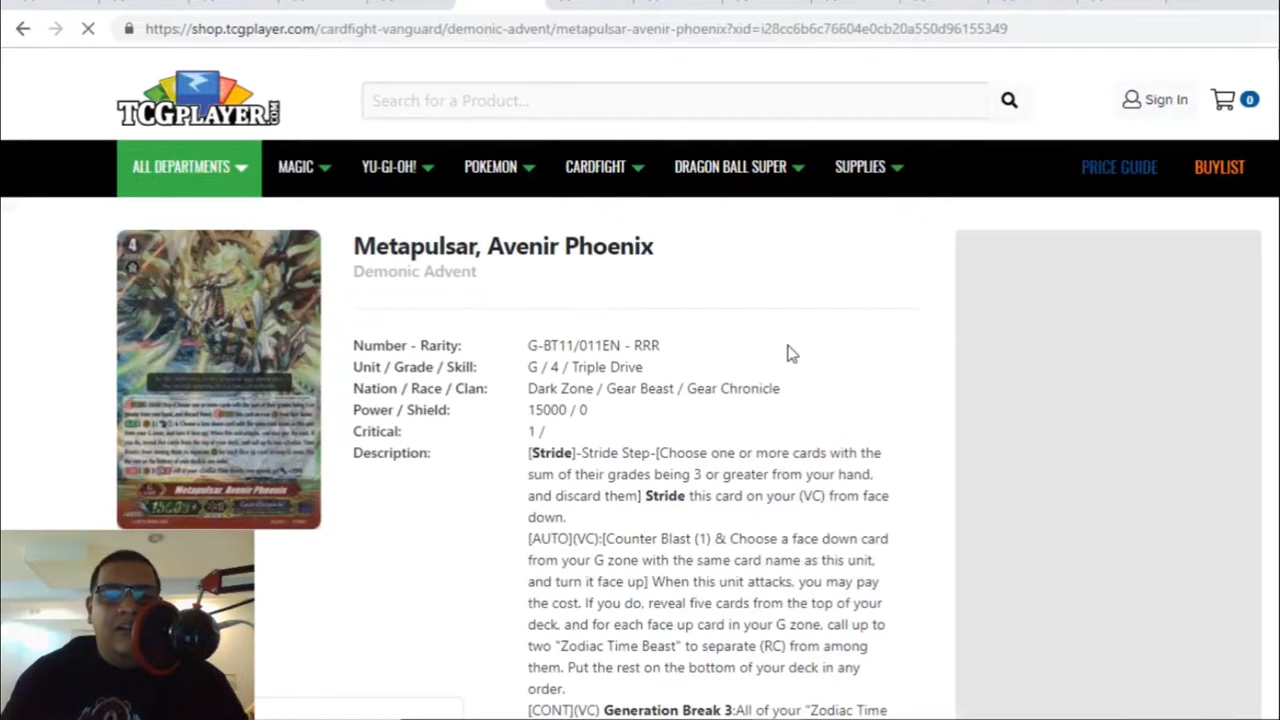 https://shop.tcgplayer.com/cardfight-vanguard/demonic-advent/metapulsar-avenir-phoenix?xid=i28cc6b6c76604e0cb20a550d96155349
TCGPLAYER.COM
Search for a Product...
Sign In
0
ALL DEPARTMENTS
MAGIC
YU-GI-OH!
POKEMON
CARDFIGHT
DRAGON BALL SUPER
SUPPLIES
PRICE GUIDE
BUYLIST
Metapulsar, Avenir Phoenix
Demonic Advent
Number - Rarity: G-BT11/011EN - RRR
Unit / Grade / Skill: G / 4 / Triple Drive
Nation / Race / Clan: Dark Zone / Gear Beast / Gear Chronicle
Power / Shield: 15000 / 0
Critical: 1 /
Description: [Stride]-Stride Step-[Choose one or more cards with the
sum of their grades being 3 or greater from your hand,
and discard them] Stride this card on your (VC) from face
down.
[AUTO](VC):[Counter Blast (1) & Choose a face down card
from your G zone with the same card name as this unit,
and turn it face up] When this unit attacks, you may pay
the cost. If you do, reveal five cards from the top of your
deck, and for each face up card in your G zone, call up to
two "Zodiac Time Beast" to separate (RC) from among
them. Put the rest on the bottom of your deck in any
order.
[CONT](VC) Generation Break 3:All of your "Zodiac Time
4
Metapulsar, Avenir Phoenix
15000+
Gear Chronicle